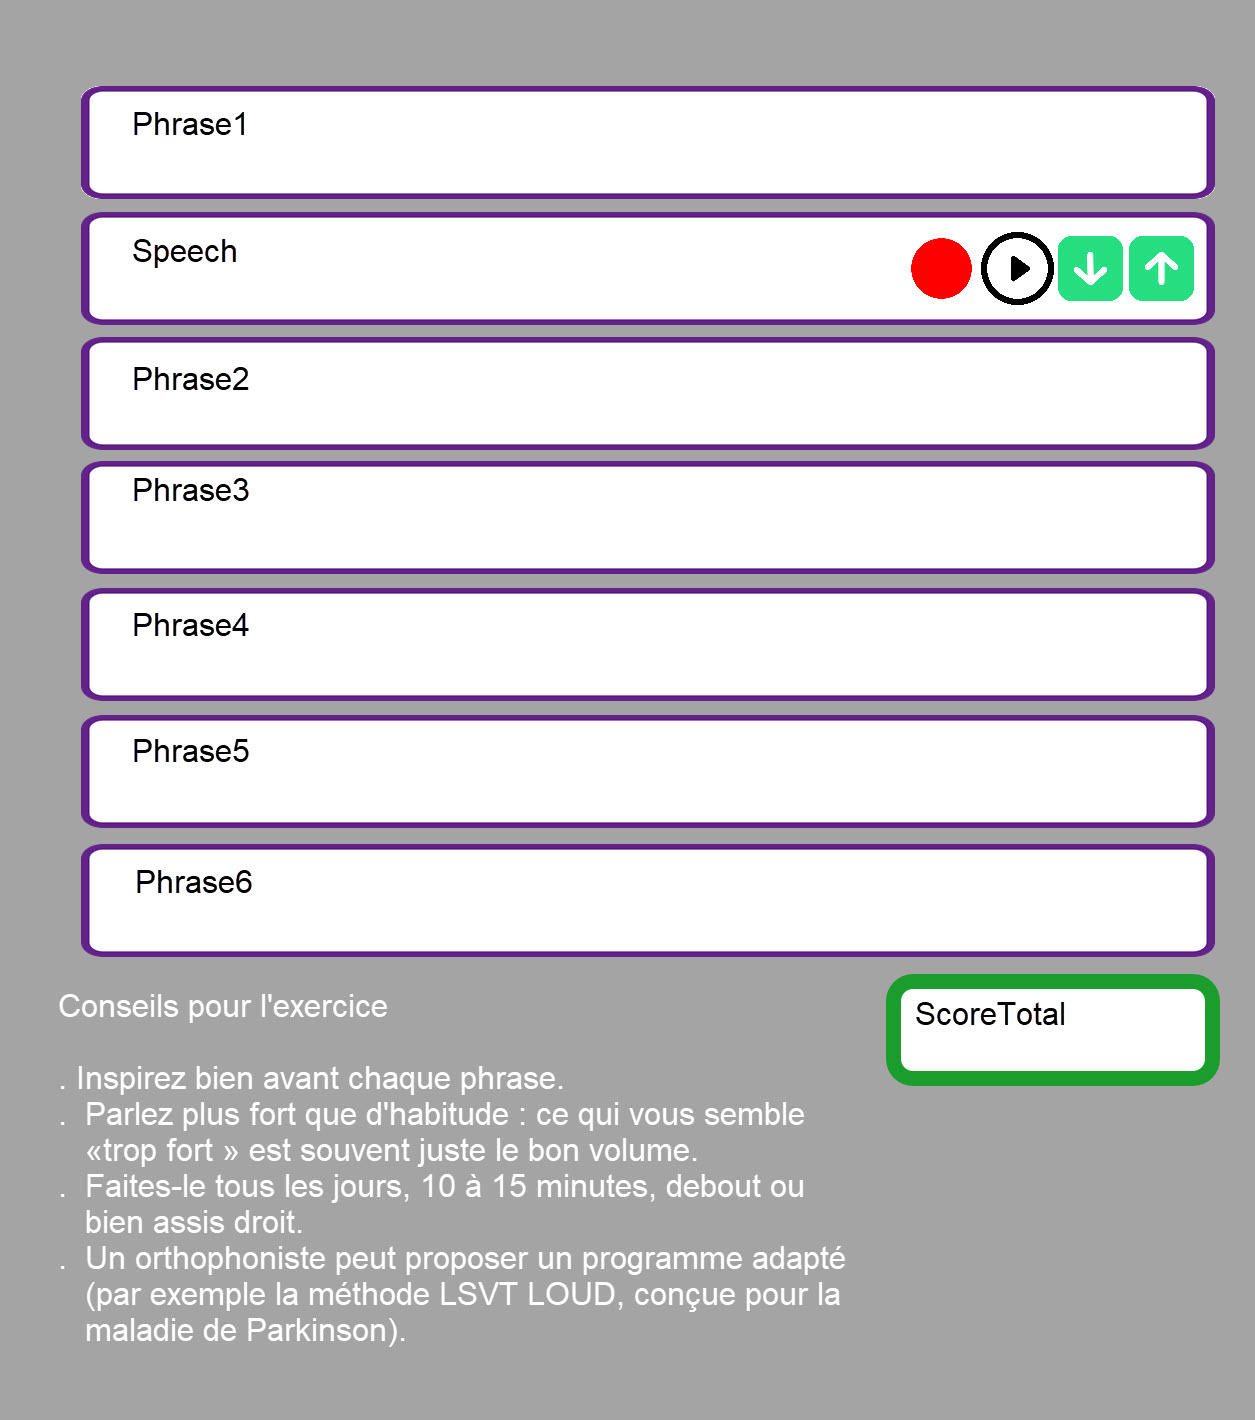 Phrase1
Speech
Phrase2
Phrase3
Phrase4
Phrase5
Phrase6
Conseils pour l'exercice
ScoreTotal
. Inspirez bien avant chaque phrase.
. Parlez plus fort que d'habitude : ce qui vous semble
«trop fort » est souvent juste le bon volume.
. Faites-le tous les jours, 10 à 15 minutes, debout ou
bien assis droit.
. Un orthophoniste peut proposer un programme adapté
(par exemple la méthode LSVT LOUD, conçue pour la
maladie de Parkinson).